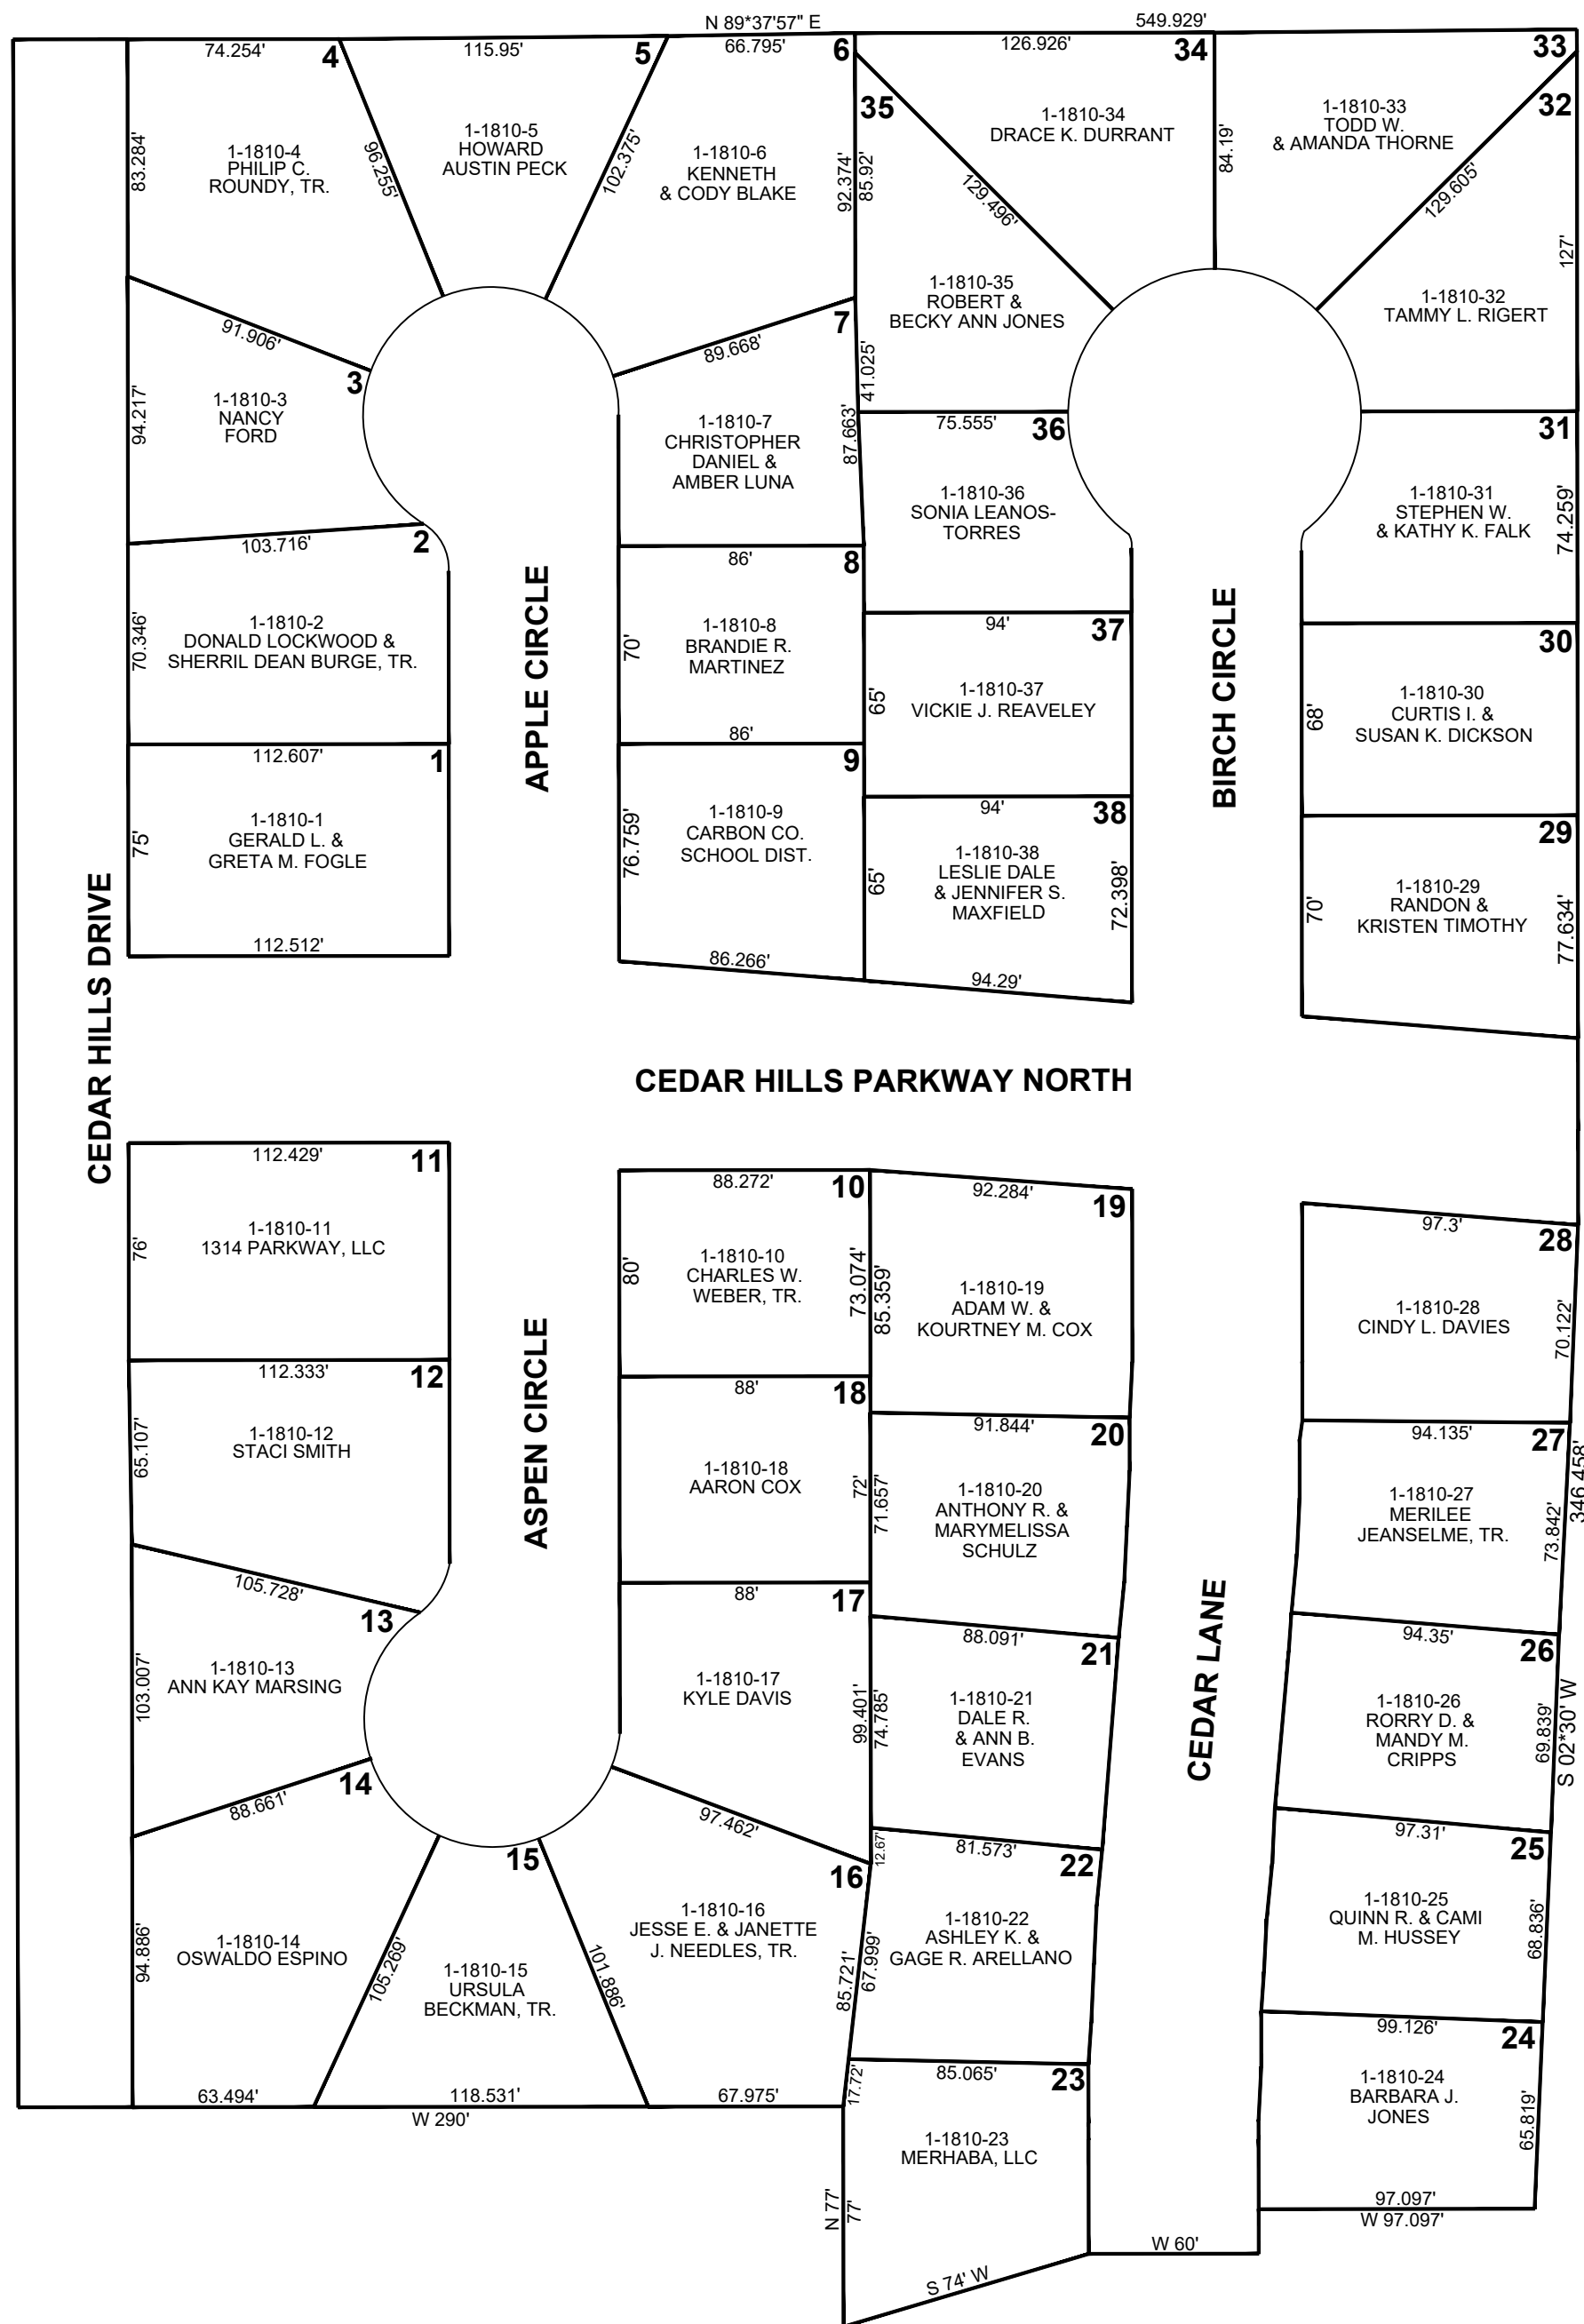 N 89*37'57" E
549.929'
74.254'
4
115.95'
5
66.795'
6
126.926'
34
33
83.284'
1-1810-4
PHILIP C.
ROUNDY, TR.
96.255'
1-1810-5
HOWARD
AUSTIN PECK
102.375'
1-1810-6
KENNETH
& CODY BLAKE
92.374'
85.92'
35
1-1810-34
DRACE K. DURRANT
129.496'
84.19'
1-1810-33
TODD W.
& AMANDA THORNE
129.605'
32
127'
1-1810-32
TAMMY L. RIGERT
1-1810-35
ROBERT &
BECKY ANN JONES
41.025'
91.906'
3
94.217'
1-1810-3
NANCY
FORD
89.668'
7
1-1810-7
CHRISTOPHER
DANIEL &
AMBER LUNA
87.663'
75.555'
36
1-1810-36
SONIA LEANOS-
TORRES
31
1-1810-31
STEPHEN W.
& KATHY K. FALK
74.259'
103.716'
2
70.346'
1-1810-2
DONALD LOCKWOOD &
SHERRIL DEAN BURGE, TR.
APPLE CIRCLE
86'
8
70'
1-1810-8
BRANDIE R.
MARTINEZ
86'
94'
37
65'
1-1810-37
VICKIE J. REAVELEY
BIRCH CIRCLE
30
68'
1-1810-30
CURTIS I. &
SUSAN K. DICKSON
112.607'
1
75'
1-1810-1
GERALD L. &
GRETA M. FOGLE
112.512'
9
76.759'
1-1810-9
CARBON CO.
SCHOOL DIST.
86.266'
94'
38
65'
1-1810-38
LESLIE DALE
& JENNIFER S.
MAXFIELD
72.398'
94.29'
29
70'
1-1810-29
RANDON &
KRISTEN TIMOTHY
77.634'
CEDAR HILLS DRIVE
CEDAR HILLS PARKWAY NORTH
112.429'
11
76'
1-1810-11
1314 PARKWAY, LLC
88.272'
10
80'
1-1810-10
CHARLES W.
WEBER, TR.
73.074'
85.359'
92.284'
19
1-1810-19
ADAM W. &
KOURTNEY M. COX
97.3'
28
1-1810-28
CINDY L. DAVIES
70.122'
112.333'
12
65.107'
1-1810-12
STACI SMITH
ASPEN CIRCLE
88'
18
1-1810-18
AARON COX
72'
71.657'
91.844'
20
1-1810-20
ANTHONY R. &
MARYMELISSA
SCHULZ
94.135'
27
1-1810-27
MERILEE
JEANSELME, TR.
73.842'
346.458'
105.728'
13
103.007'
1-1810-13
ANN KAY MARSING
88'
17
1-1810-17
KYLE DAVIS
99.401'
74.785'
88.091'
21
1-1810-21
DALE R.
& ANN B.
EVANS
CEDAR LANE
94.35'
26
1-1810-26
RORRY D. &
MANDY M.
CRIPPS
69.839'
S 02*30' W
88.661'
14
94.886'
1-1810-14
OSWALDO ESPINO
105.269'
15
1-1810-15
URSULA
BECKMAN, TR.
101.886'
97.462'
16
1-1810-16
JESSE E. & JANETTE
J. NEEDLES, TR.
12.67'
85.721'
67.999'
81.573'
22
1-1810-22
ASHLEY K. &
GAGE R. ARELLANO
97.31'
25
1-1810-25
QUINN R. & CAMI
M. HUSSEY
68.836'
63.494'
118.531'
67.975'
W 290'
17.72'
85.065'
23
1-1810-23
MERHABA, LLC
N 77'
77'
S 74' W
W 60'
99.126'
24
1-1810-24
BARBARA J.
JONES
65.819'
97.097'
W 97.097'